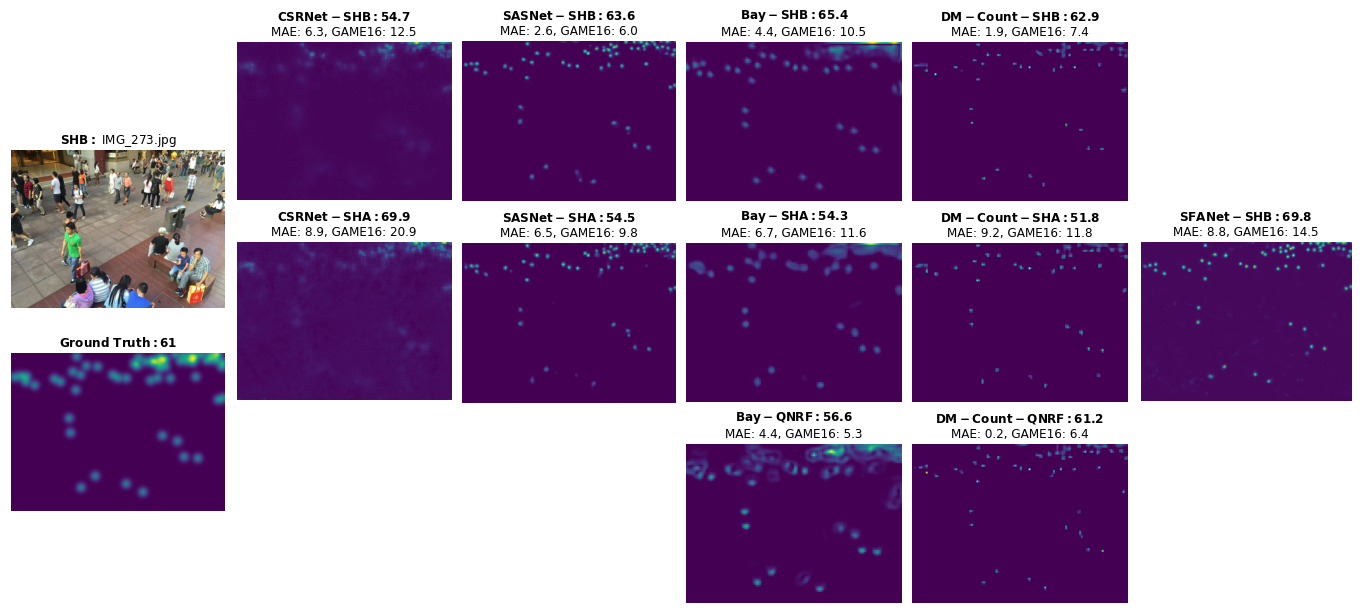 CSRNet-SHB: 54.7
MAE: 6.3, GAME16: 12.5
SASNet-SHB: 63.6
MAE: 2.6, GAME16: 6.0
Bay-SHB: 65.4
MAE: 4.4, GAME16: 10.5
DM-Count-SHB: 62.9
MAE: 1.9, GAME16: 7.4
SHB: IMG_273.jpg
CSRNet-SHA: 69.9
MAE: 8.9, GAME16: 20.9
SASNet-SHA: 54.5
MAE: 6.5, GAME16: 9.8
Bay-SHA: 54.3
MAE: 6.7, GAME16: 11.6
DM-Count-SHA: 51.8
MAE: 9.2, GAME16: 11.8
SFANet-SHB: 69.8
MAE: 8.8, GAME16: 14.5
Ground Truth: 61
Bay-QNRF: 56.6
MAE: 4.4, GAME16: 5.3
DM-Count-QNRF: 61.2
MAE: 0.2, GAME16: 6.4